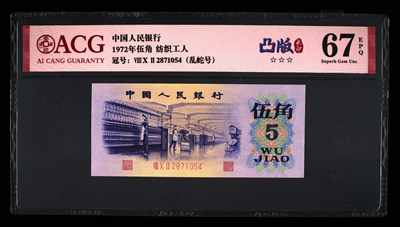 ACG
AI CANG GUARANTY
中国人民银行
1972年伍角 纺织工人
冠号: Ⅷ Ⅹ Ⅱ 2871054 (乱蛇号)
凸版
☆☆☆
67 EPQ
Superb Gem Unc
中國人民銀行
伍角
5
WU
JIAO
Ⅷ Ⅹ Ⅱ 2871054